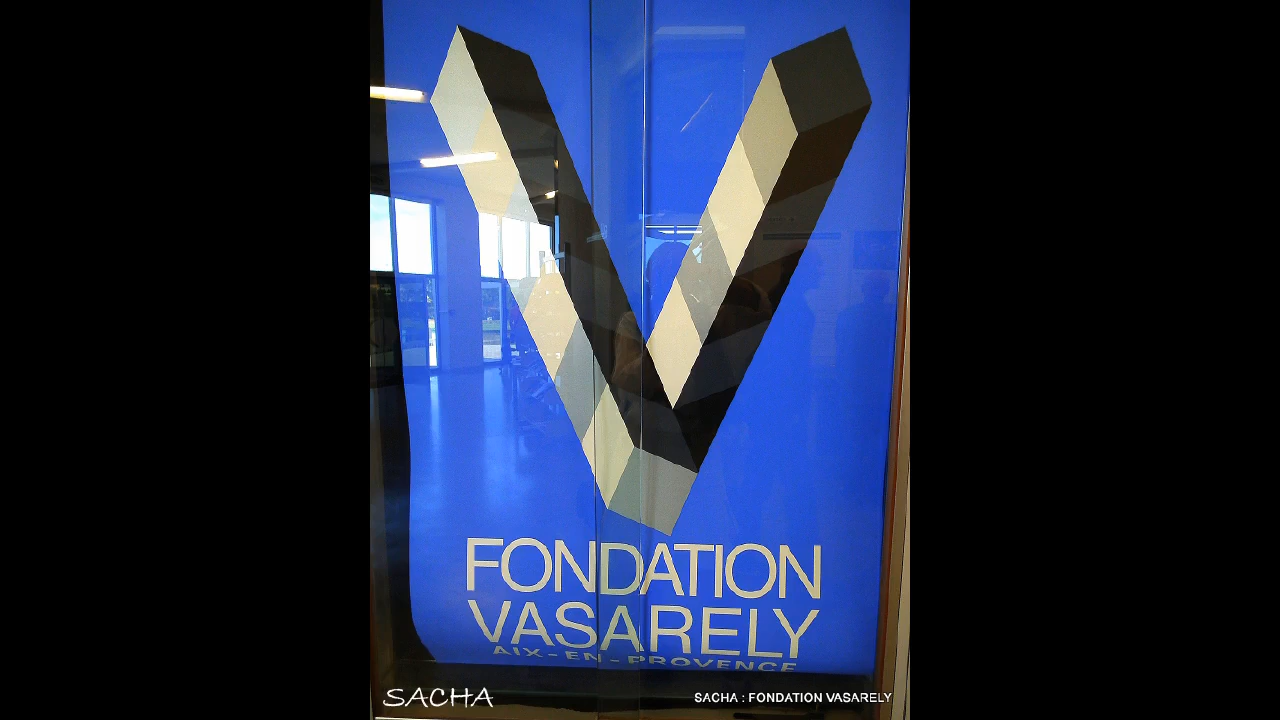 FONDATION
VASARELY
AIX-EN-PROVENCE
SACHA
SACHA : FONDATION VASARELY